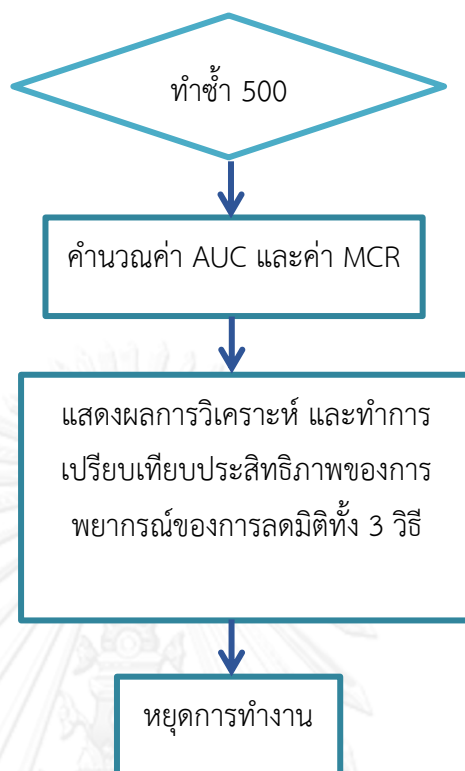 ทำซ้ำ 500
คำนวณค่า AUC และค่า MCR
แสดงผลการวิเคราะห์ และทำการ
เปรียบเทียบประสิทธิภาพของการ
พยากรณ์ของการลดมิติทั้ง 3 วิธี
หยุดการทำงาน